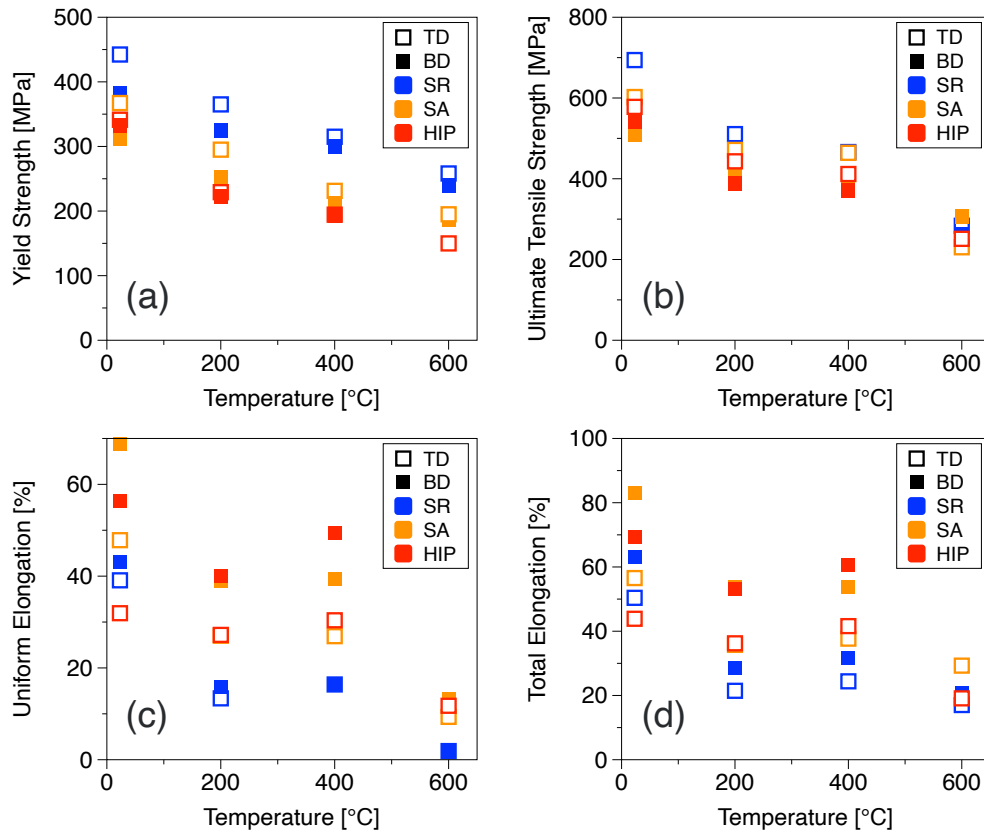 500
400
300
200
100
0
Yield Strength [MPa]
TD
BD
SR
SA
HIP
(a)
0 200 400 600
Temperature [°C]
800
600
400
200
0
Ultimate Tensile Strength [MPa]
TD
BD
SR
SA
HIP
(b)
0 200 400 600
Temperature [°C]
60
40
20
0
Uniform Elongation [%]
TD
BD
SR
SA
HIP
(c)
0 200 400 600
Temperature [°C]
100
80
60
40
20
0
Total Elongation [%]
TD
BD
SR
SA
HIP
(d)
0 200 400 600
Temperature [°C]